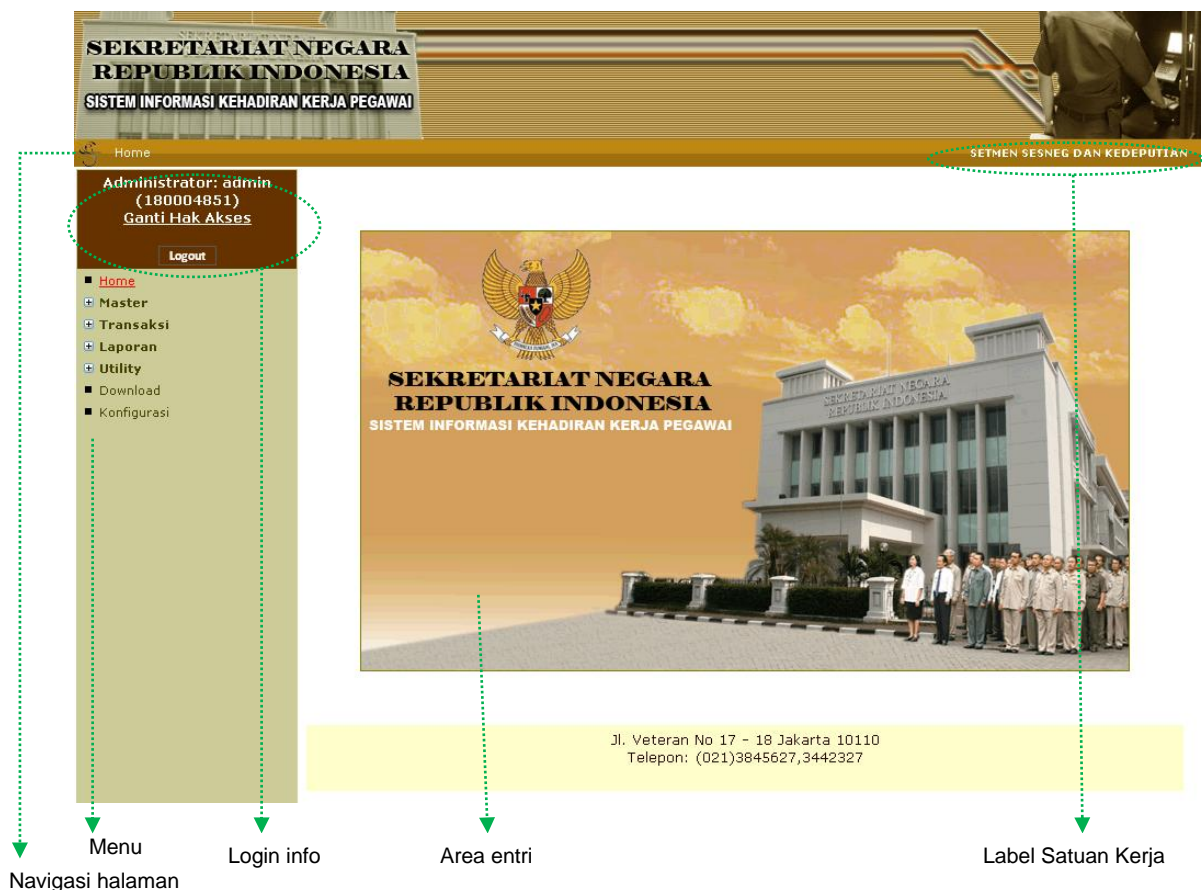 SEKRETARIAT NEGARA
REPUBLIK INDONESIA
SISTEM INFORMASI KEHADIRAN KERJA PEGAWAI
Home
SETMEN SESNEG DAN KEDEPUTIAN
Administrator: admin
(180004851)
Ganti Hak Akses
Logout
Home
Master
Transaksi
Laporan
Utility
Download
Konfigurasi
SEKRETARIAT NEGARA
REPUBLIK INDONESIA
SISTEM INFORMASI KEHADIRAN KERJA PEGAWAI
SEKRETARIAT NEGARA
REPUBLIK INDONESIA
Jl. Veteran No 17 - 18 Jakarta 10110
Telepon: (021)3845627,3442327
Menu
Login info
Area entri
Label Satuan Kerja
Navigasi halaman